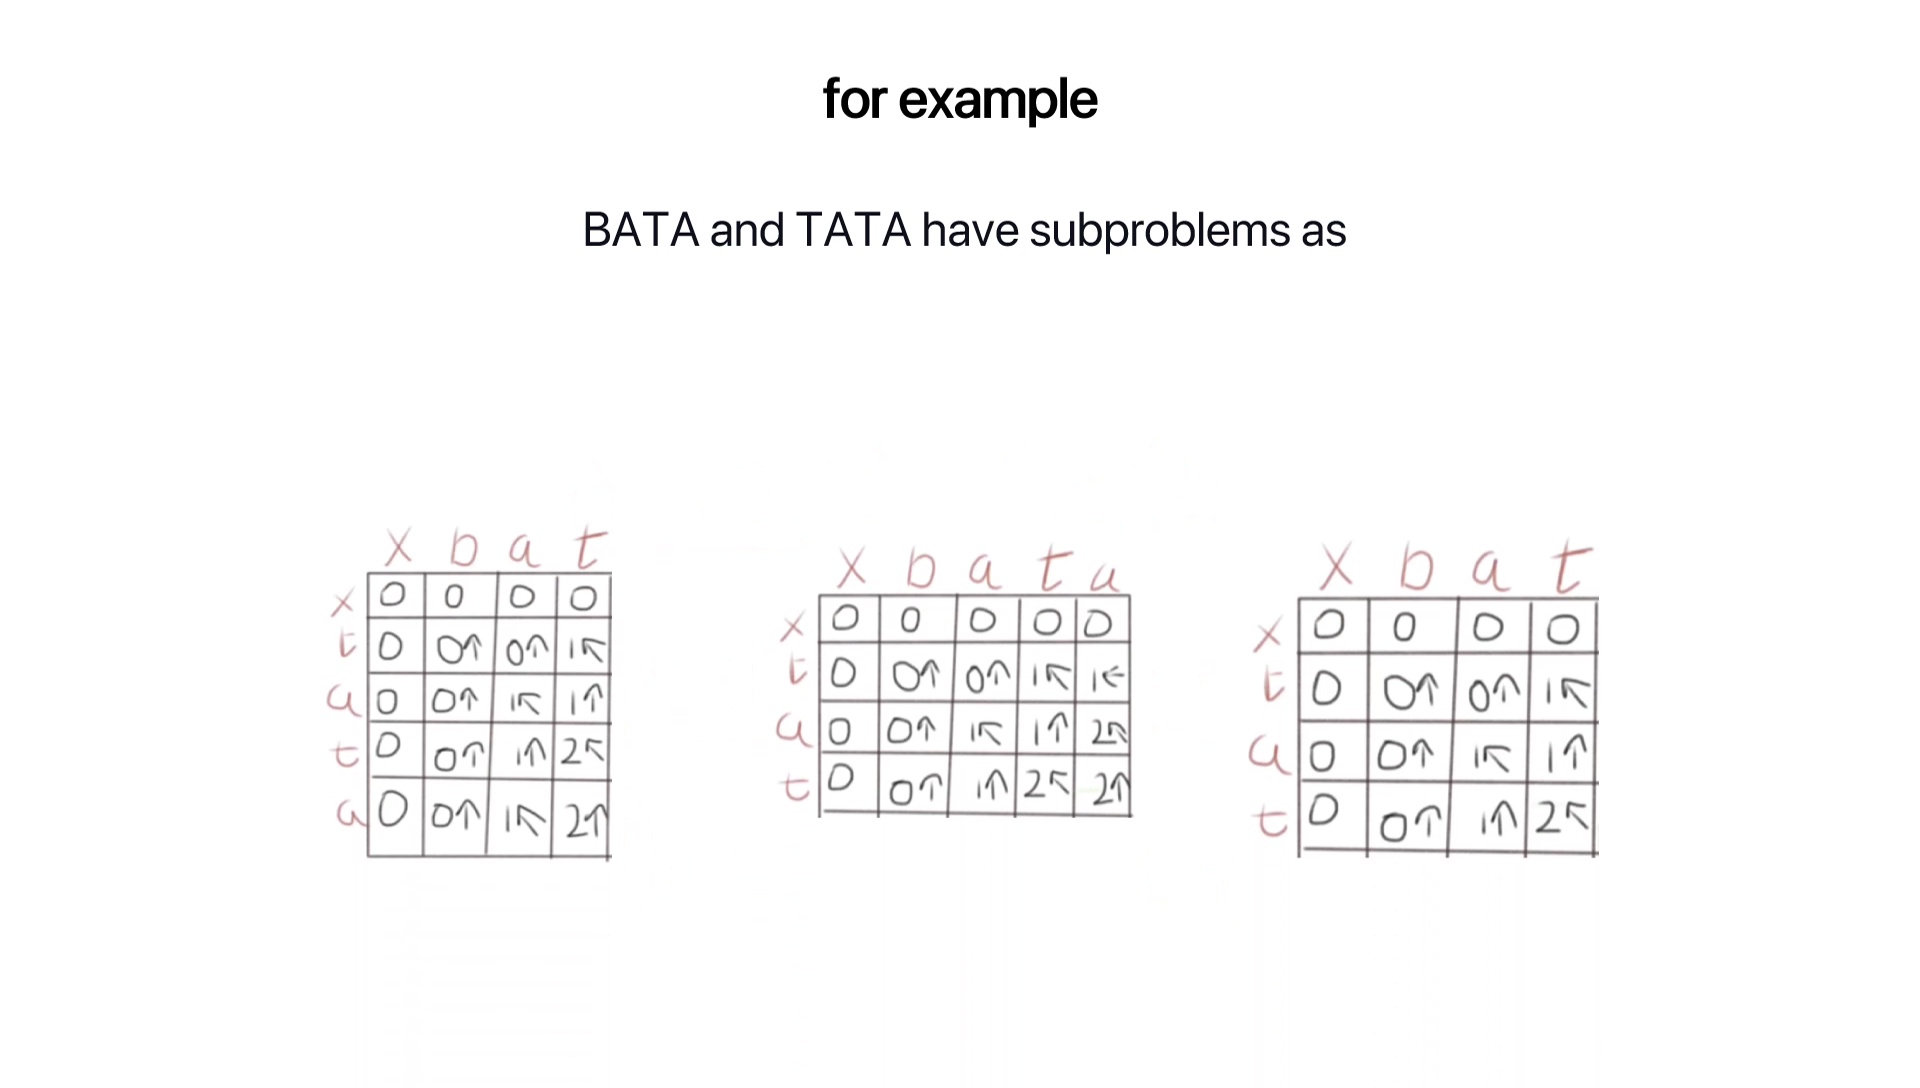 for example
BATA and TATA have subproblems as
x b a t
x 0 0 0 0
t 0 0↑ 0↑ 1↖
a 0 0↑ 1↖ 1↑
t 0 0↑ 1↑ 2↖
a 0 0↑ 1↖ 2↑
x b a t a
x 0 0 0 0 0
t 0 0↑ 0↑ 1↖ 1←
a 0 0↑ 1↖ 1↑ 2↖
t 0 0↑ 1↑ 2↖ 2↑
x b a t
x 0 0 0 0
t 0 0↑ 0↑ 1↖
a 0 0↑ 1↖ 1↑
t 0 0↑ 1↑ 2↖